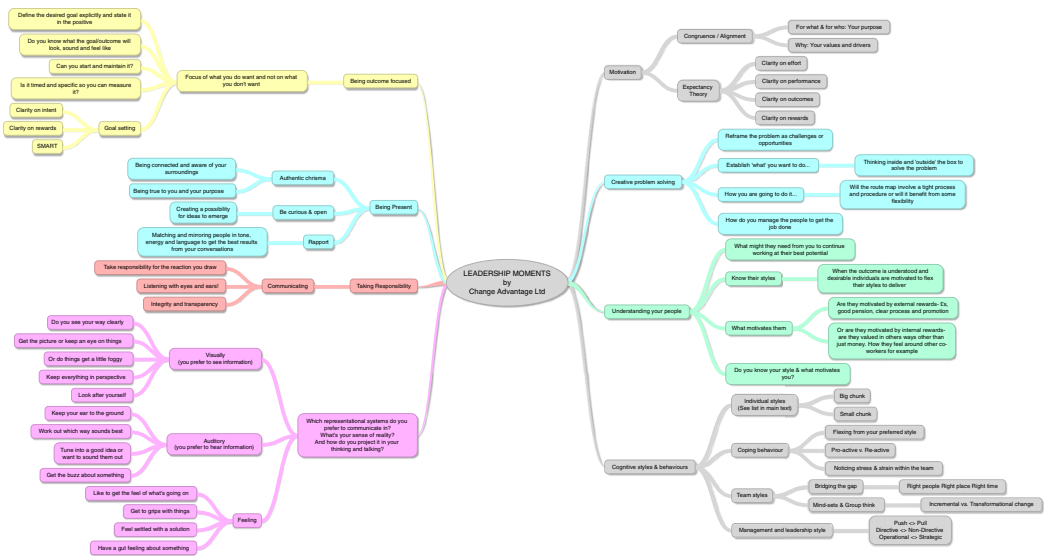 LEADERSHIP MOMENTS
by
Change Advantage Ltd
Motivation
Congruence / Alignment
For what & for who: Your purpose
Why: Your values and drivers
Expectancy
Theory
Clarity on effort
Clarity on performance
Clarity on outcomes
Clarity on rewards
Creative problem solving
Reframe the problem as challenges or
opportunities
Establish 'what' you want to do...
Thinking inside and 'outside' the box to
solve the problem
How you are going to do it...
Will the route map involve a tight process
and procedure or will it benefit from some
flexibility
How do you manage the people to get the
job done
Understanding your people
What might they need from you to continue
working at their best potential
Know their styles
When the outcome is understood and
desirable individuals are motivated to flex
their styles to deliver
What motivates them
Are they motivated by external rewards- £s,
good pension, clear process and promotion
Or are they motivated by internal rewards-
are they valued in others ways other than
just money. How they feel around other co-
workers for example
Do you know your style & what motivates
you?
Cognitive styles & behaviours
Individual styles
(See list in main text)
Big chunk
Small chunk
Coping behaviour
Flexing from your preferred style
Pro-active v. Re-active
Noticing stress & strain within the team
Team styles
Bridging the gap
Right people Right place Right time
Mind-sets & Group think
Incremental vs. Transformational change
Management and leadership style
Push <> Pull
Directive <> Non-Directive
Operational <> Strategic
Being outcome focused
Focus of what you do want and not on what
you don't want
Define the desired goal explicitly and state it
in the positive
Do you know what the goal/outcome will
look, sound and feel like
Can you start and maintain it?
Is it timed and specific so you can measure
it?
Goal setting
Clarity on intent
Clarity on rewards
SMART
Being Present
Authentic chrisma
Being connected and aware of your
surroundings
Being true to you and your purpose
Be curious & open
Creating a possibility
for ideas to emerge
Rapport
Matching and mirroring people in tone,
energy and language to get the best results
from your conversations
Taking Responsibility
Communicating
Take responsibility for the reaction you draw
Listening with eyes and ears!
Integrity and transparency
Which representational systems do you
prefer to communicate in?
What's your sense of reality?
And how do you project it in your
thinking and talking?
Visually
(you prefer to see information)
Do you see your way clearly
Get the picture or keep an eye on things
Or do things get a little foggy
Keep everything in perspective
Look after yourself
Auditory
(you prefer to hear information)
Keep your ear to the ground
Work out which way sounds best
Tune into a good idea or
want to sound them out
Get the buzz about something
Feeling
Like to get the feel of what's going on
Get to grips with things
Feel settled with a solution
Have a gut feeling about something